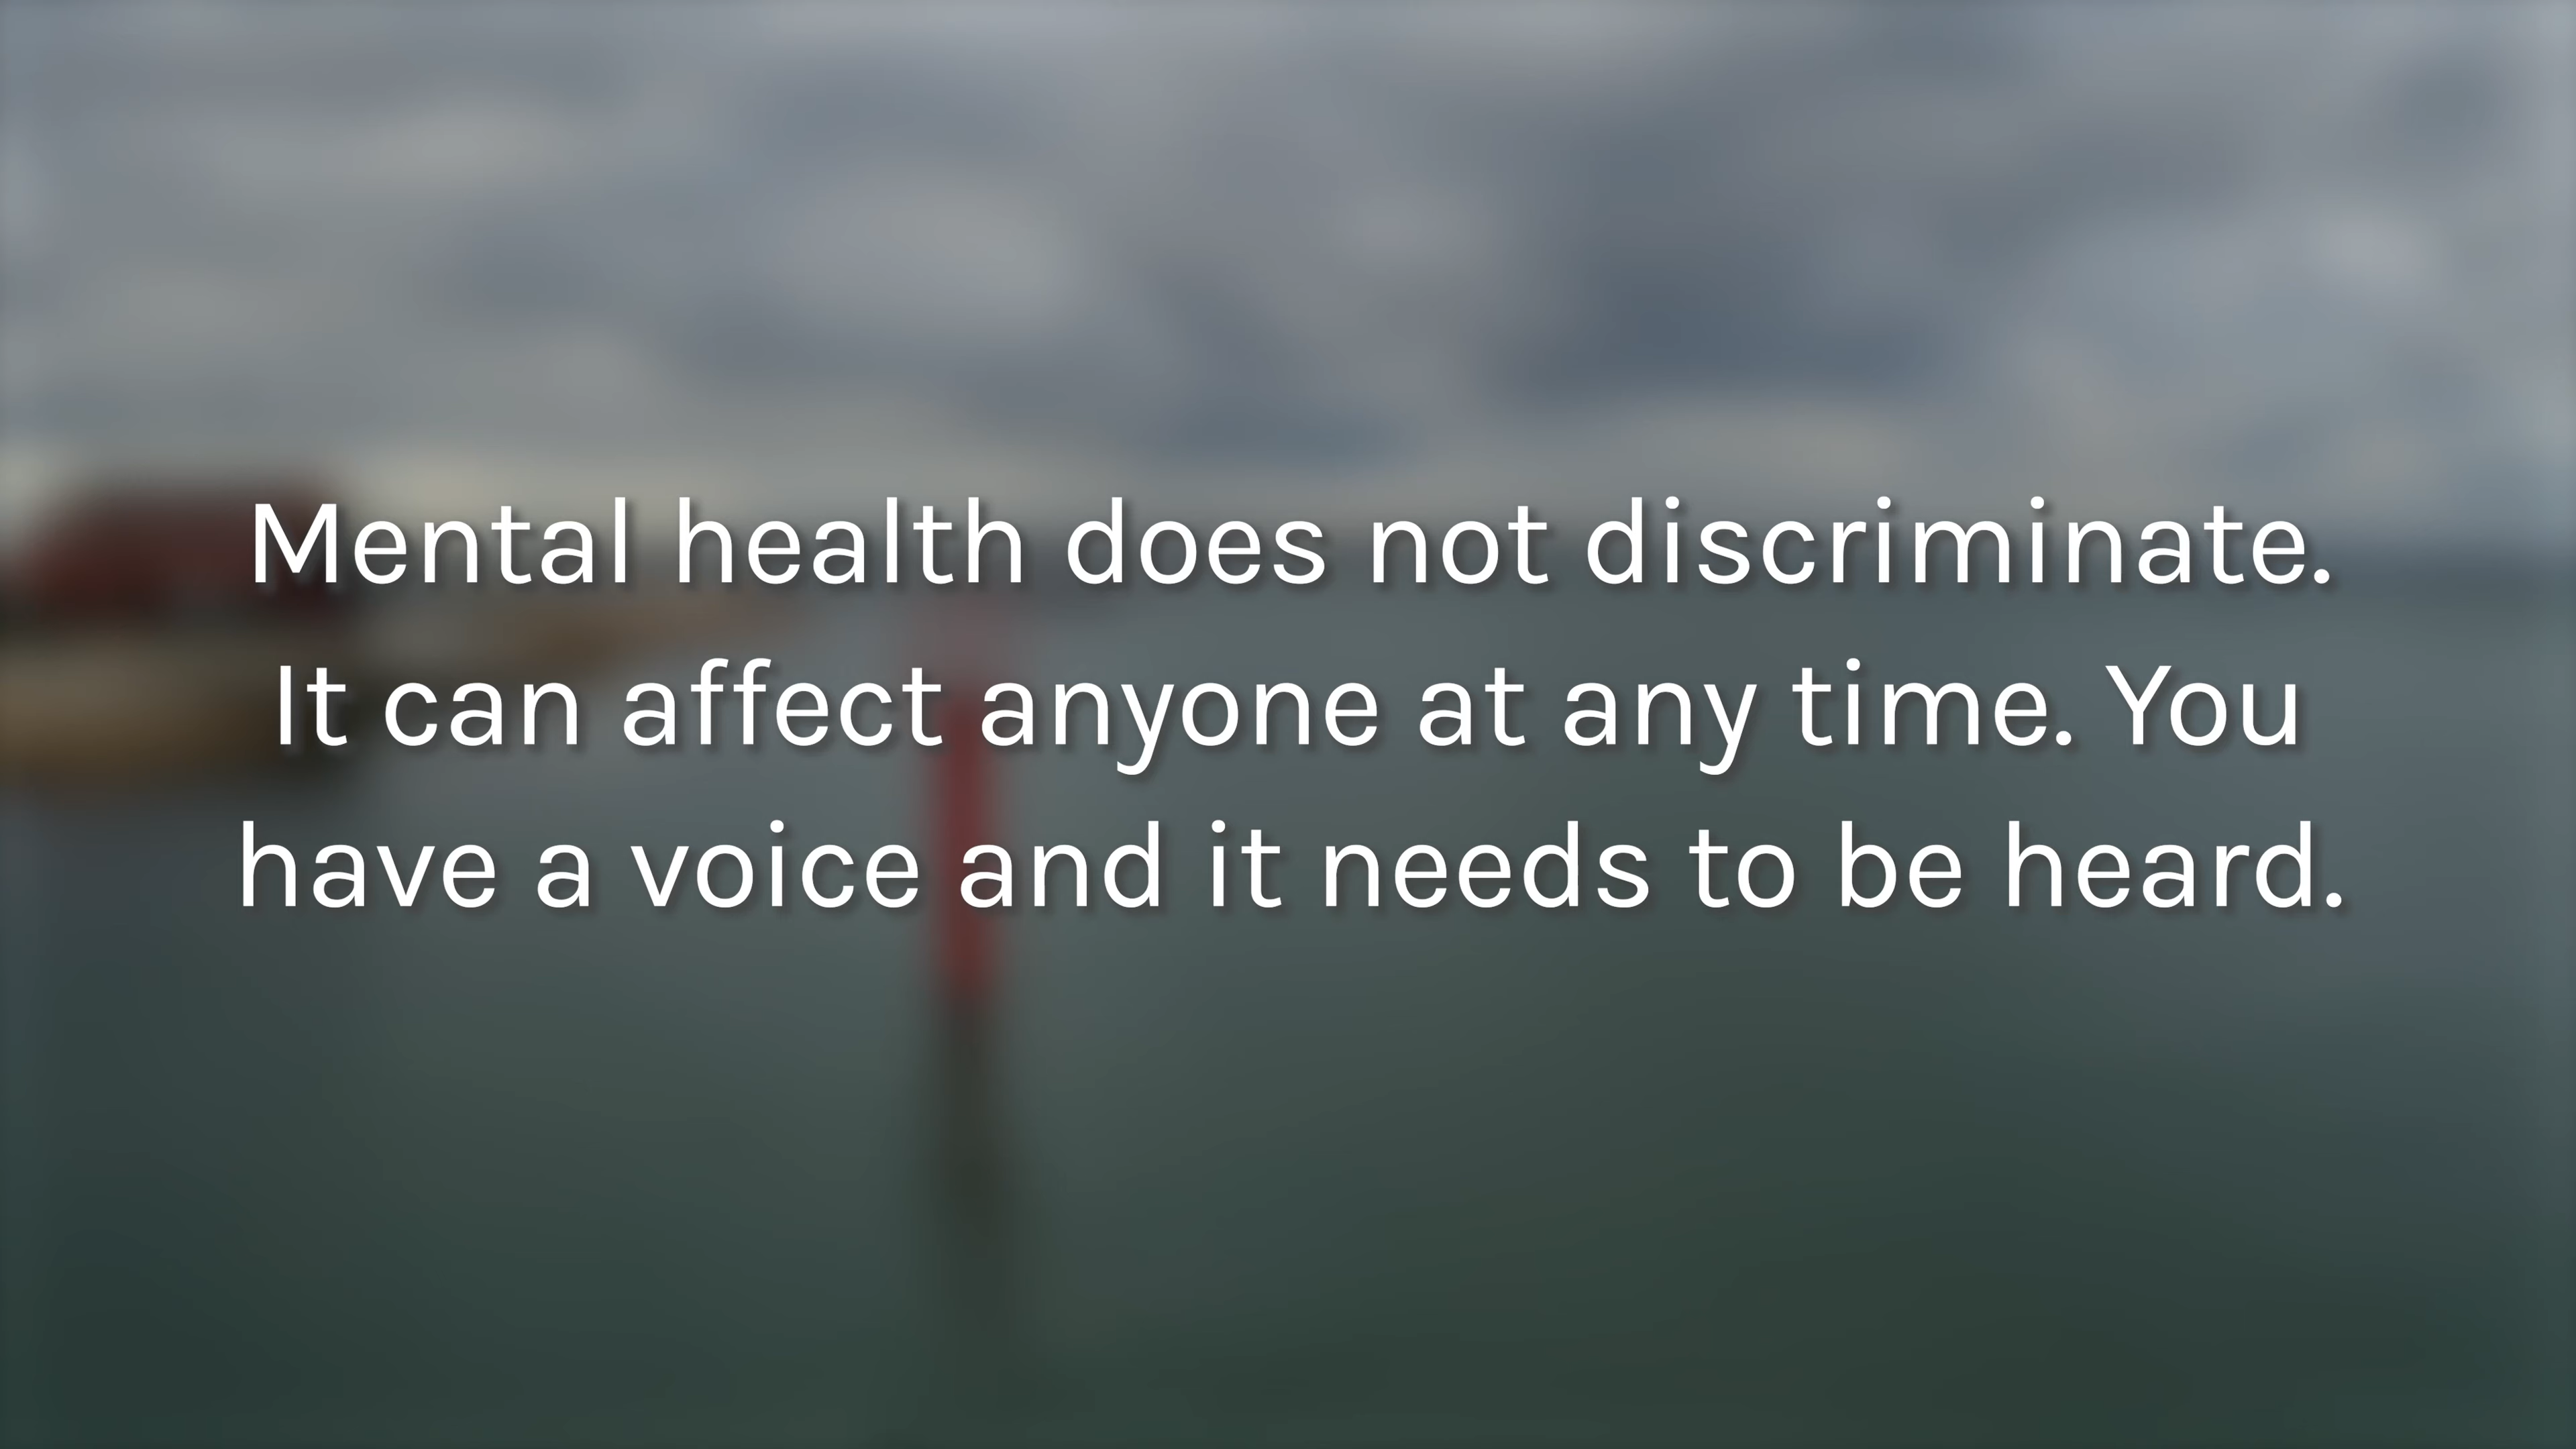 Mental health does not discriminate.
It can affect anyone at any time. You
have a voice and it needs to be heard.